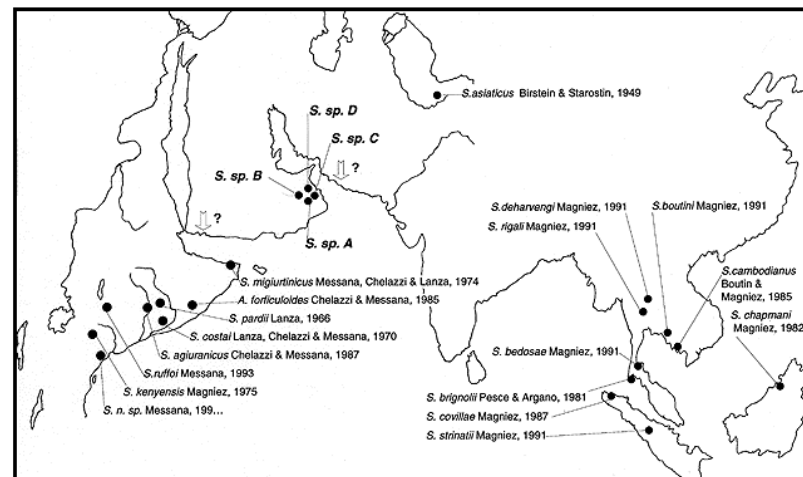 S.asiaticus Birstein & Starostin, 1949
S. sp. D
S. sp. C
?
S. sp. B
S. sp. A
?
S.deharvengi Magniez, 1991
S.boutini Magniez, 1991
S. rigali Magniez, 1991
S.cambodianus
Boutin &
Magniez, 1985
S. chapmani
Magniez, 1982
S. migiurtinicus Messana, Chelazzi & Lanza, 1974
A. forticuloides Chelazzi & Messana, 1985
S. pardii Lanza, 1966
S. costai Lanza, Chelazzi & Messana, 1970
S. agiuranicus Chelazzi & Messana, 1987
S.ruffoi Messana, 1993
S. kenyensis Magniez, 1975
S. n. sp. Messana, 199...
S. bedosae Magniez, 1991
S. brignolii Pesce & Argano, 1981
S. covillae Magniez, 1987
S. strinatii Magniez, 1991